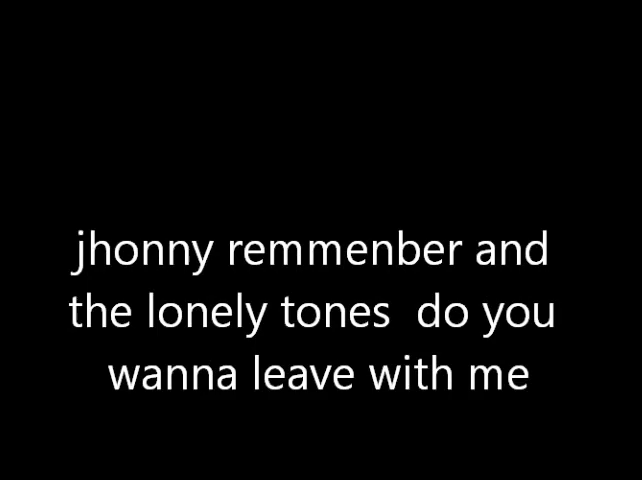 jhonny remmenber and
the lonely tones  do you
wanna leave with me